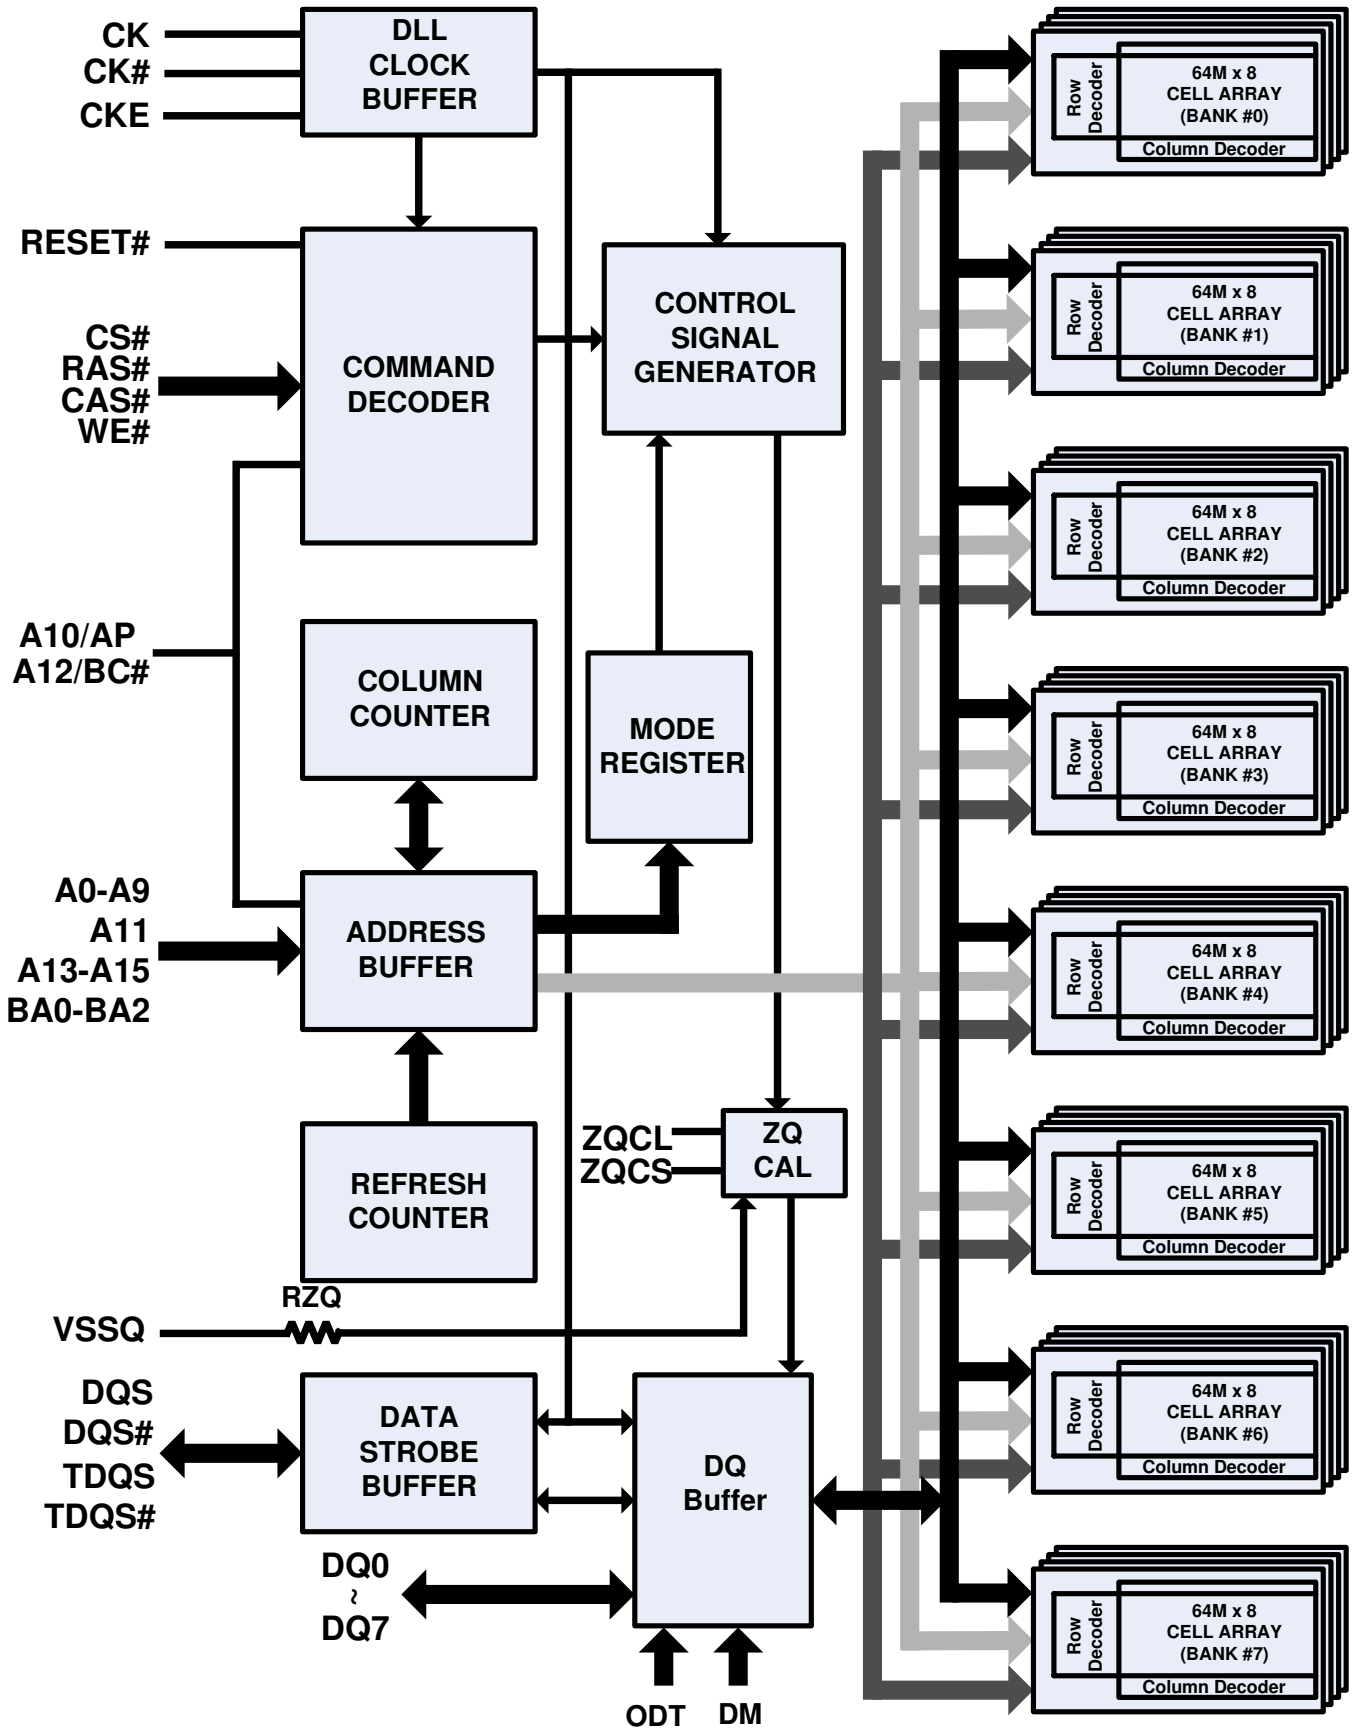 CK
CK#
CKE
DLL
CLOCK
BUFFER
RESET#
CS#
RAS#
CAS#
WE#
COMMAND
DECODER
CONTROL
SIGNAL
GENERATOR
A10/AP
A12/BC#
COLUMN
COUNTER
MODE
REGISTER
A0-A9
A11
A13-A15
BA0-BA2
ADDRESS
BUFFER
REFRESH
COUNTER
ZQCL
ZQCS
ZQ
CAL
RZQ
VSSQ
DQS
DQS#
TDQS
TDQS#
DATA
STROBE
BUFFER
DQ
Buffer
DQ0
~
DQ7
ODT
DM
Row
Decoder
64M x 8
CELL ARRAY
(BANK #0)
Column Decoder
Row
Decoder
64M x 8
CELL ARRAY
(BANK #1)
Column Decoder
Row
Decoder
64M x 8
CELL ARRAY
(BANK #2)
Column Decoder
Row
Decoder
64M x 8
CELL ARRAY
(BANK #3)
Column Decoder
Row
Decoder
64M x 8
CELL ARRAY
(BANK #4)
Column Decoder
Row
Decoder
64M x 8
CELL ARRAY
(BANK #5)
Column Decoder
Row
Decoder
64M x 8
CELL ARRAY
(BANK #6)
Column Decoder
Row
Decoder
64M x 8
CELL ARRAY
(BANK #7)
Column Decoder